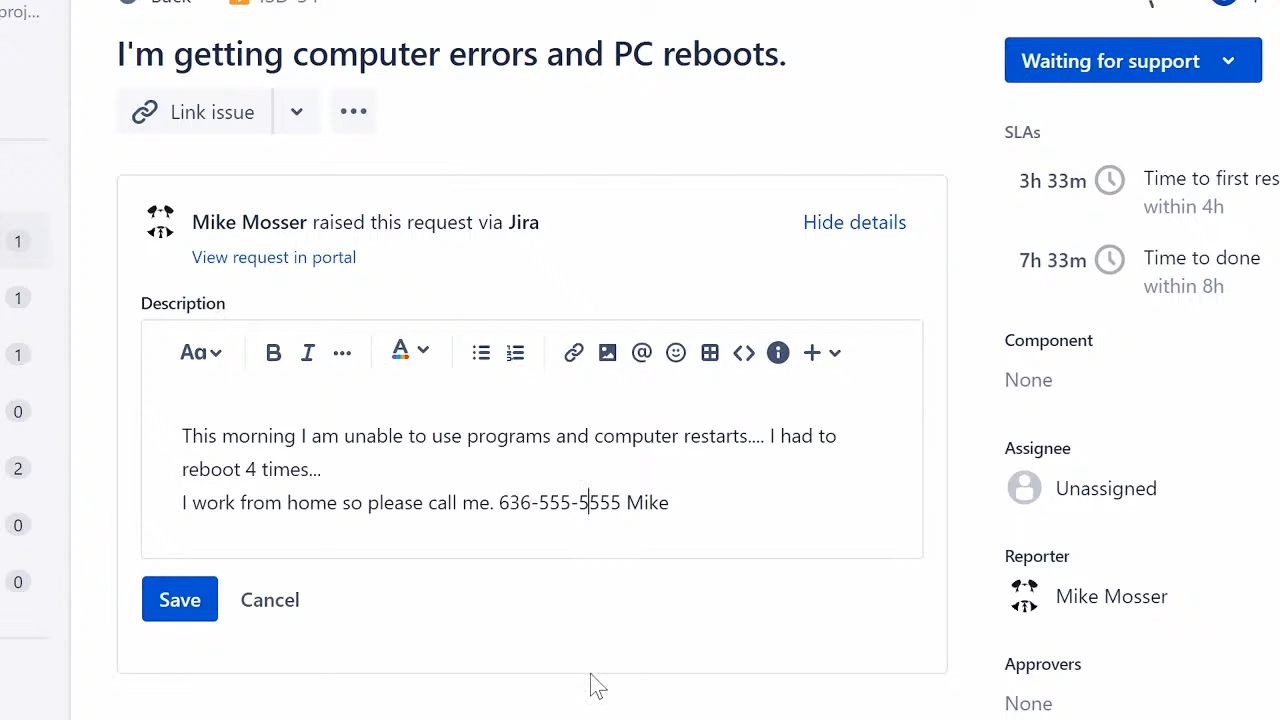 proj...
Back
I'm getting computer errors and PC reboots.
Waiting for support
Link issue
SLAs
3h 33m
Time to first res
within 4h
Mike Mosser raised this request via Jira
Hide details
View request in portal
7h 33m
Time to done
within 8h
Description
Aa
B I
A
@
Component
None
This morning I am unable to use programs and computer restarts.... I had to
reboot 4 times...
I work from home so please call me. 636-555-5555 Mike
Assignee
Unassigned
Save
Cancel
Reporter
Mike Mosser
Approvers
None
1
1
1
0
2
0
0